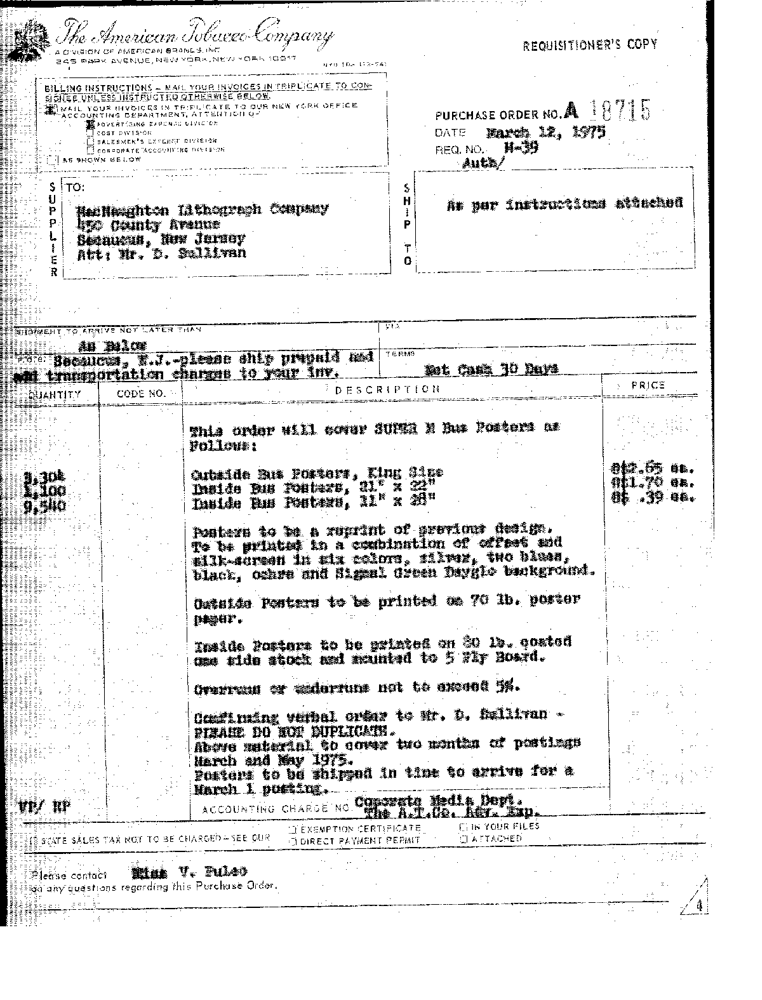 The American Tobacco Company
REQUISITIONER'S COPY
A DIVISION OF AMERICAN BRANDS, INC.
245 PARK AVENUE, NEW YORK, NEW YORK 10017
BILLING INSTRUCTIONS – MAIL YOUR INVOICES IN TRIPLICATE TO CON-
SIGNEE UNLESS INSTRUCTED OTHERWISE BELOW.
MAIL YOUR INVOICES IN TRIPLICATE TO OUR NEW YORK OFFICE
ACCOUNTING DEPARTMENT, ATTENTION OF
ADVERTISING EXPENSE DIVISION
COST DIVISION
SALESMEN'S EXPENSE DIVISION
CORPORATE ACCOUNTING DIVISION
AS SHOWN BELOW
PURCHASE ORDER NO. A 18715
DATE March 12, 1975
REQ. NO. H-39
Auth/
SUPPLIER
TO:
MacNaughton Lithograph Company
450 County Avenue
Secaucus, New Jersey
Att: Mr. D. Sullivan
SHIP TO
As per instructions attached
SHIPMENT TO ARRIVE NOT LATER THAN
VIA
As Below
F.O.B. Secaucus, N.J.-please ship prepaid and
add transportation charges to your inv.
TERMS
Net Cash 30 Days
QUANTITY CODE NO. DESCRIPTION PRICE
This order will cover SUPER M Bus Posters as
Follows:
Outside Bus Posters, King Size @$2.65 ea.
1,100 Inside Bus Posters, 21" x 22" @$1.70 ea.
9,540 Inside Bus Posters, 11" x 28" @$ .39 ea.
Posters to be a reprint of previous design.
To be printed in a combination of offset and
silk-screen in six colors, silver, two blues,
black, ochre and Signal Green Dayglo background.
Outside Posters to be printed on 70 lb. poster
paper.
Inside Posters to be printed on 80 lb. coated
one side stock and mounted to 5 Ply Board.
Overruns or underruns not to exceed 5%.
Confirming verbal order to Mr. D. Sullivan -
PLEASE DO NOT DUPLICATE.
Above material to cover two months of postings
March and May 1975.
Posters to be shipped in time to arrive for a
March 1 posting.
VP/ RP
ACCOUNTING CHARGE NO. Coporate Media Dept.
The A.T.Co. Adv. Exp.
STATE SALES TAX NOT TO BE CHARGED – SEE OUR
EXEMPTION CERTIFICATE
DIRECT PAYMENT PERMIT
IN YOUR FILES
ATTACHED
Please contact Miss V. Puleo
on any questions regarding this Purchase Order.
4